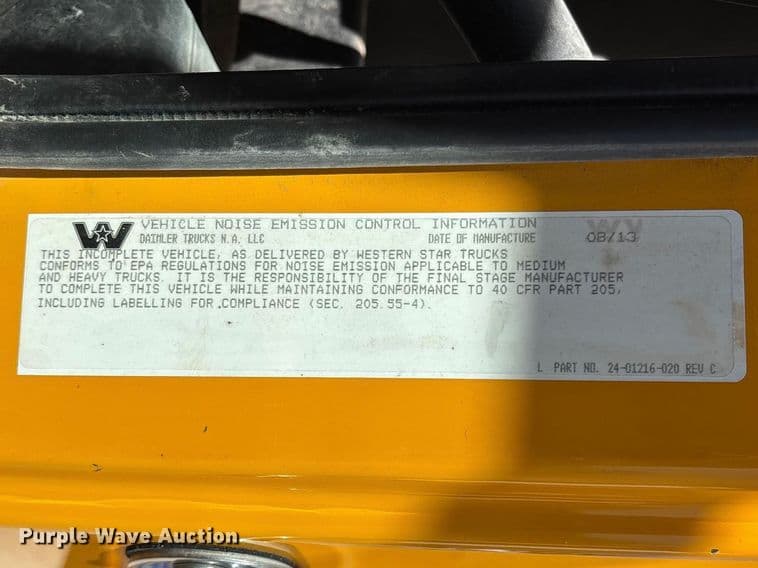 VEHICLE NOISE EMISSION CONTROL INFORMATION
DAIMLER TRUCKS N.A. LLC DATE OF MANUFACTURE 08/13
THIS INCOMPLETE VEHICLE, AS DELIVERED BY WESTERN STAR TRUCKS
CONFORMS TO EPA REGULATIONS FOR NOISE EMISSION APPLICABLE TO MEDIUM
AND HEAVY TRUCKS. IT IS THE RESPONSIBILITY OF THE FINAL STAGE MANUFACTURER
TO COMPLETE THIS VEHICLE WHILE MAINTAINING CONFORMANCE TO 40 CFR PART 205,
INCLUDING LABELLING FOR COMPLIANCE (SEC. 205.55-4).
L PART NO. 24-01216-020 REV C
Purple Wave Auction